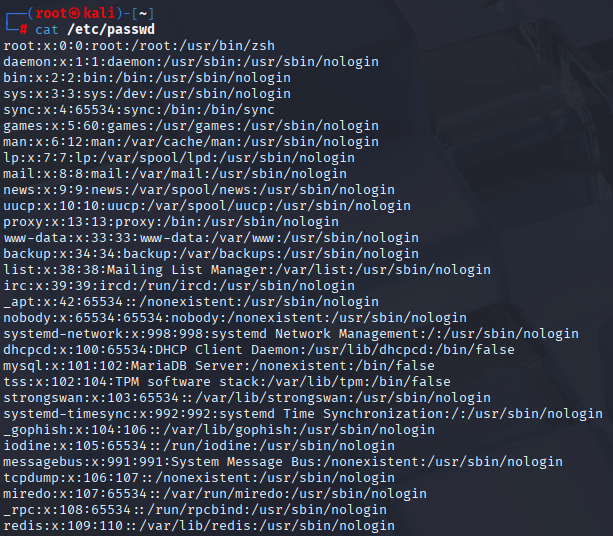 ┌──(root㉿kali)-[~]
└─# cat /etc/passwd
root:x:0:0:root:/root:/usr/bin/zsh
daemon:x:1:1:daemon:/usr/sbin:/usr/sbin/nologin
bin:x:2:2:bin:/bin:/usr/sbin/nologin
sys:x:3:3:sys:/dev:/usr/sbin/nologin
sync:x:4:65534:sync:/bin:/bin/sync
games:x:5:60:games:/usr/games:/usr/sbin/nologin
man:x:6:12:man:/var/cache/man:/usr/sbin/nologin
lp:x:7:7:lp:/var/spool/lpd:/usr/sbin/nologin
mail:x:8:8:mail:/var/mail:/usr/sbin/nologin
news:x:9:9:news:/var/spool/news:/usr/sbin/nologin
uucp:x:10:10:uucp:/var/spool/uucp:/usr/sbin/nologin
proxy:x:13:13:proxy:/bin:/usr/sbin/nologin
www-data:x:33:33:www-data:/var/www:/usr/sbin/nologin
backup:x:34:34:backup:/var/backups:/usr/sbin/nologin
list:x:38:38:Mailing List Manager:/var/list:/usr/sbin/nologin
irc:x:39:39:ircd:/run/ircd:/usr/sbin/nologin
_apt:x:42:65534::/nonexistent:/usr/sbin/nologin
nobody:x:65534:65534:nobody:/nonexistent:/usr/sbin/nologin
systemd-network:x:998:998:systemd Network Management:/:/usr/sbin/nologin
dhcpcd:x:100:65534:DHCP Client Daemon:/usr/lib/dhcpcd:/bin/false
mysql:x:101:102:MariaDB Server:/nonexistent:/bin/false
tss:x:102:104:TPM software stack:/var/lib/tpm:/bin/false
strongswan:x:103:65534::/var/lib/strongswan:/usr/sbin/nologin
systemd-timesync:x:992:992:systemd Time Synchronization:/:/usr/sbin/nologin
_gophish:x:104:106::/var/lib/gophish:/usr/sbin/nologin
iodine:x:105:65534::/run/iodine:/usr/sbin/nologin
messagebus:x:991:991:System Message Bus:/nonexistent:/usr/sbin/nologin
tcpdump:x:106:107::/nonexistent:/usr/sbin/nologin
miredo:x:107:65534::/var/run/miredo:/usr/sbin/nologin
_rpc:x:108:65534::/run/rpcbind:/usr/sbin/nologin
redis:x:109:110::/var/lib/redis:/usr/sbin/nologin